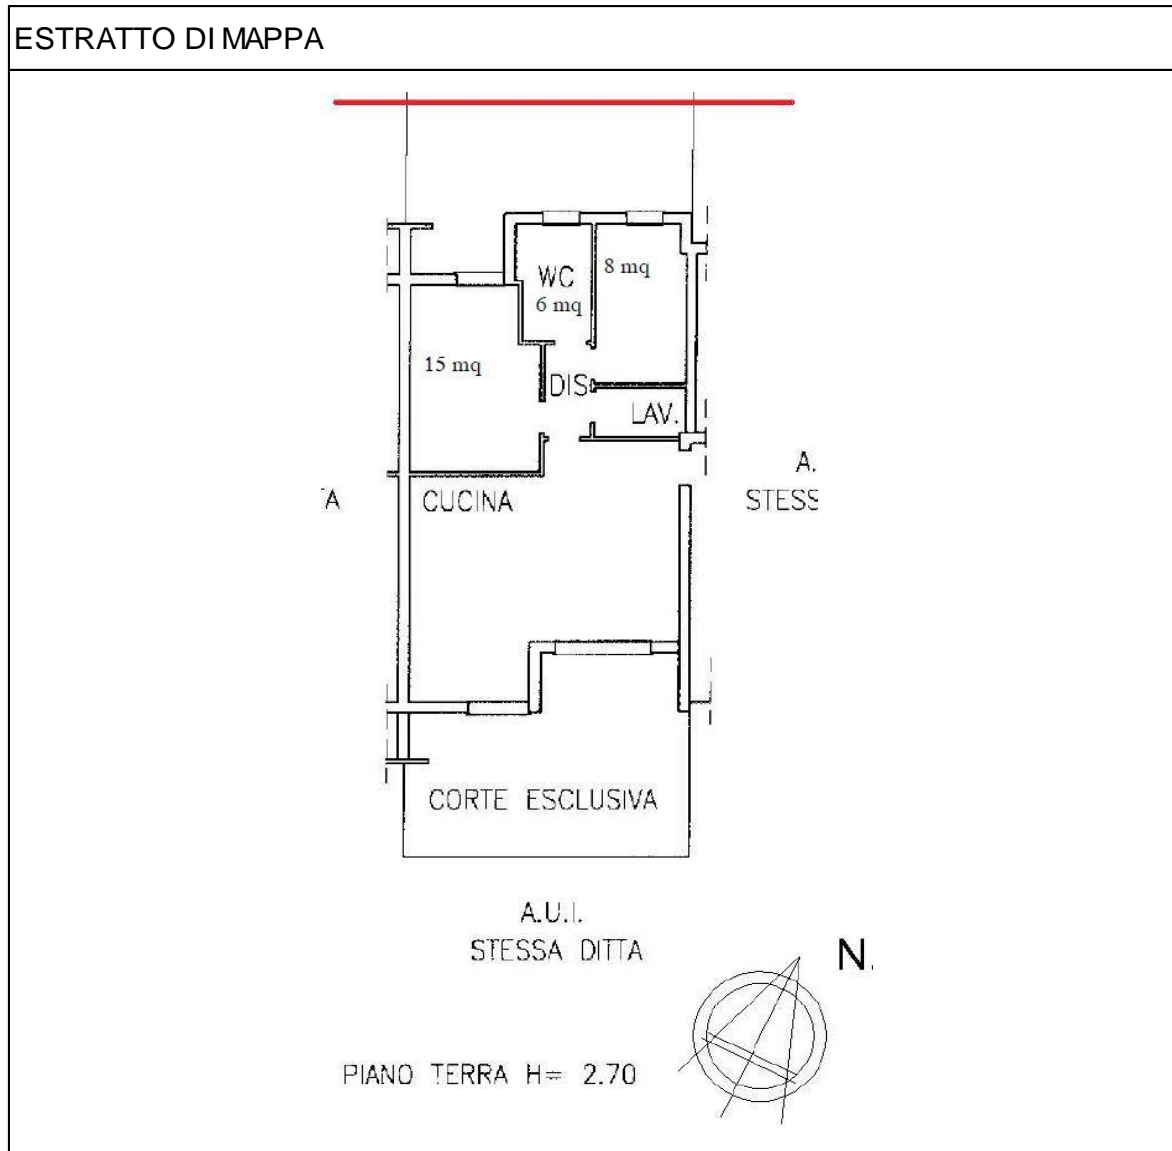 ESTRATTO DI MAPPA
WC
6 mq
8 mq
15 mq
DIS
LAV.
A.
STESS
TA
CUCINA
CORTE ESCLUSIVA
A.U.I.
STESSA DITTA
N.
PIANO TERRA H= 2.70